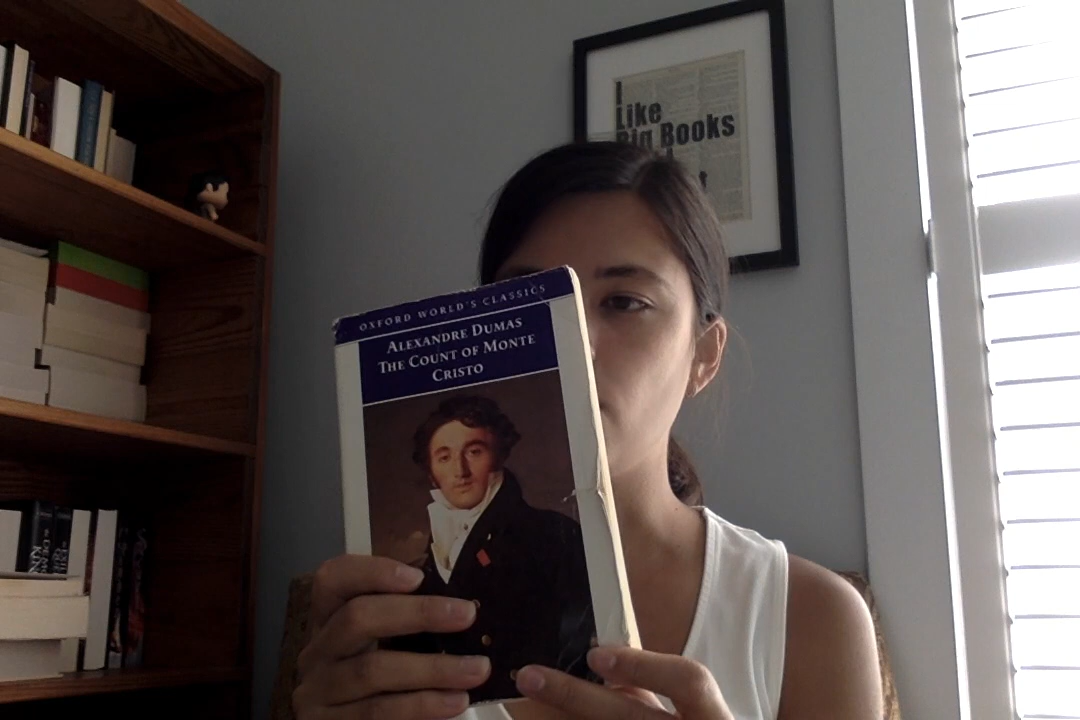 I
Like
Big Books
OXFORD WORLD'S CLASSICS
ALEXANDRE DUMAS
THE COUNT OF MONTE
CRISTO